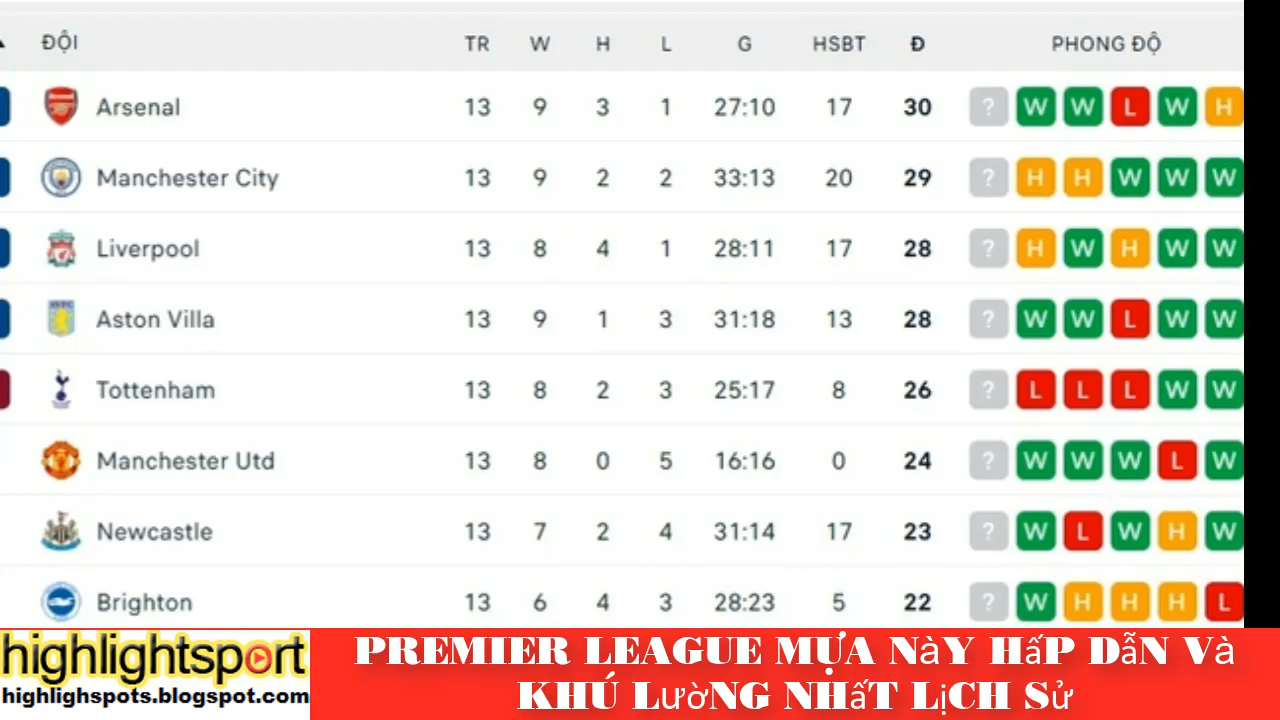 ĐỘI TR W H L G HSBT Đ PHONG ĐỘ
Arsenal 13 9 3 1 27:10 17 30 ? W W L W H
Manchester City 13 9 2 2 33:13 20 29 ? H H W W W
Liverpool 13 8 4 1 28:11 17 28 ? H W H W W
Aston Villa 13 9 1 3 31:18 13 28 ? W W L W W
Tottenham 13 8 2 3 25:17 8 26 ? L L L W W
Manchester Utd 13 8 0 5 16:16 0 24 ? W W W L W
Newcastle 13 7 2 4 31:14 17 23 ? W L W H W
Brighton 13 6 4 3 28:23 5 22 ? W H H H L
highlightsport
highlighspots.blogspot.com
PREMIER LEAGUE MỰA NàY HấP DẪN Và
KHÚ LườNG NHấT LịCH Sử